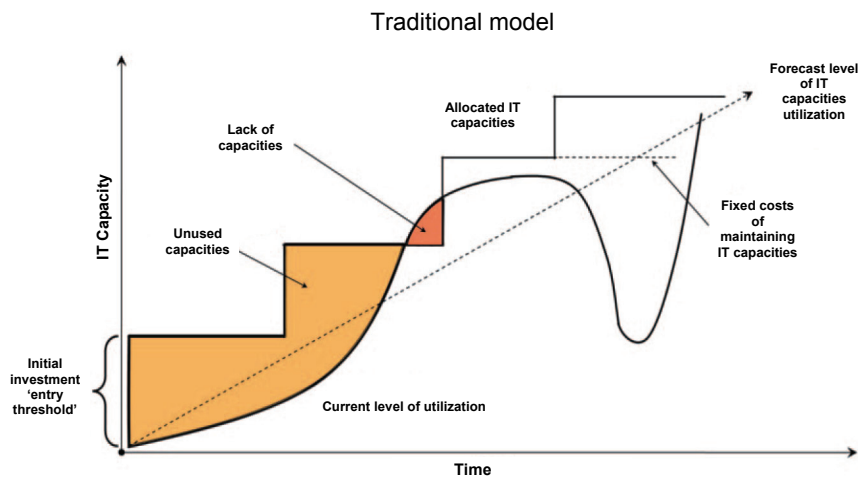 Traditional model
Forecast level
of IT
capacities
utilization
Allocated IT
capacities
Lack of
capacities
IT Capacity
Unused
capacities
Fixed costs
of
maintaining
IT capacities
Initial
investment
‘entry
threshold’
Current level of utilization
Time